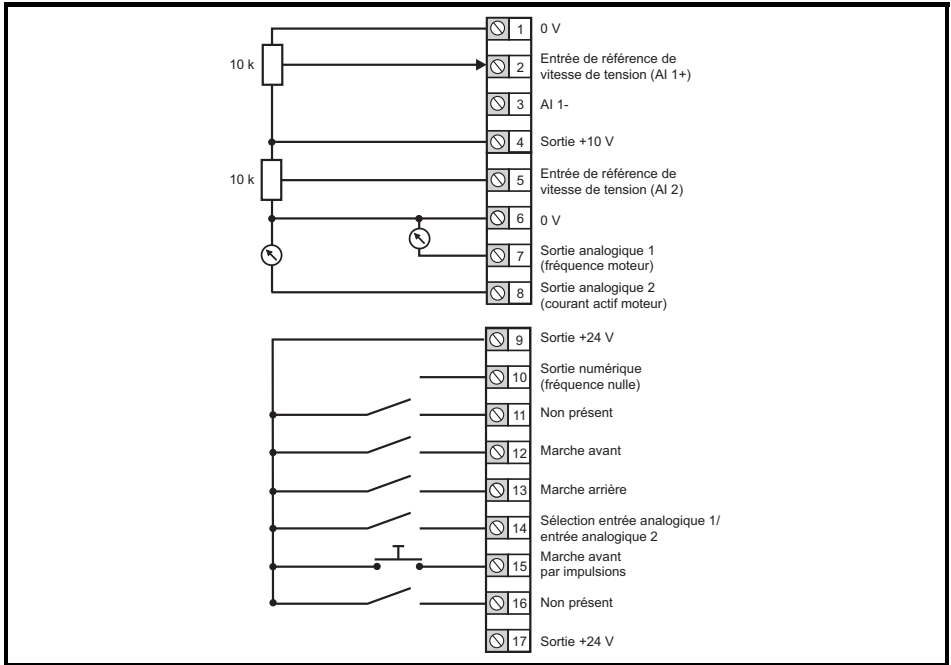 1 0 V
10 k
2 Entrée de référence de
vitesse de tension (AI 1+)
3 AI 1-
4 Sortie +10 V
10 k
5 Entrée de référence de
vitesse de tension (AI 2)
6 0 V
7 Sortie analogique 1
(fréquence moteur)
8 Sortie analogique 2
(courant actif moteur)
9 Sortie +24 V
10 Sortie numérique
(fréquence nulle)
11 Non présent
12 Marche avant
13 Marche arrière
14 Sélection entrée analogique 1/
entrée analogique 2
15 Marche avant
par impulsions
16 Non présent
17 Sortie +24 V